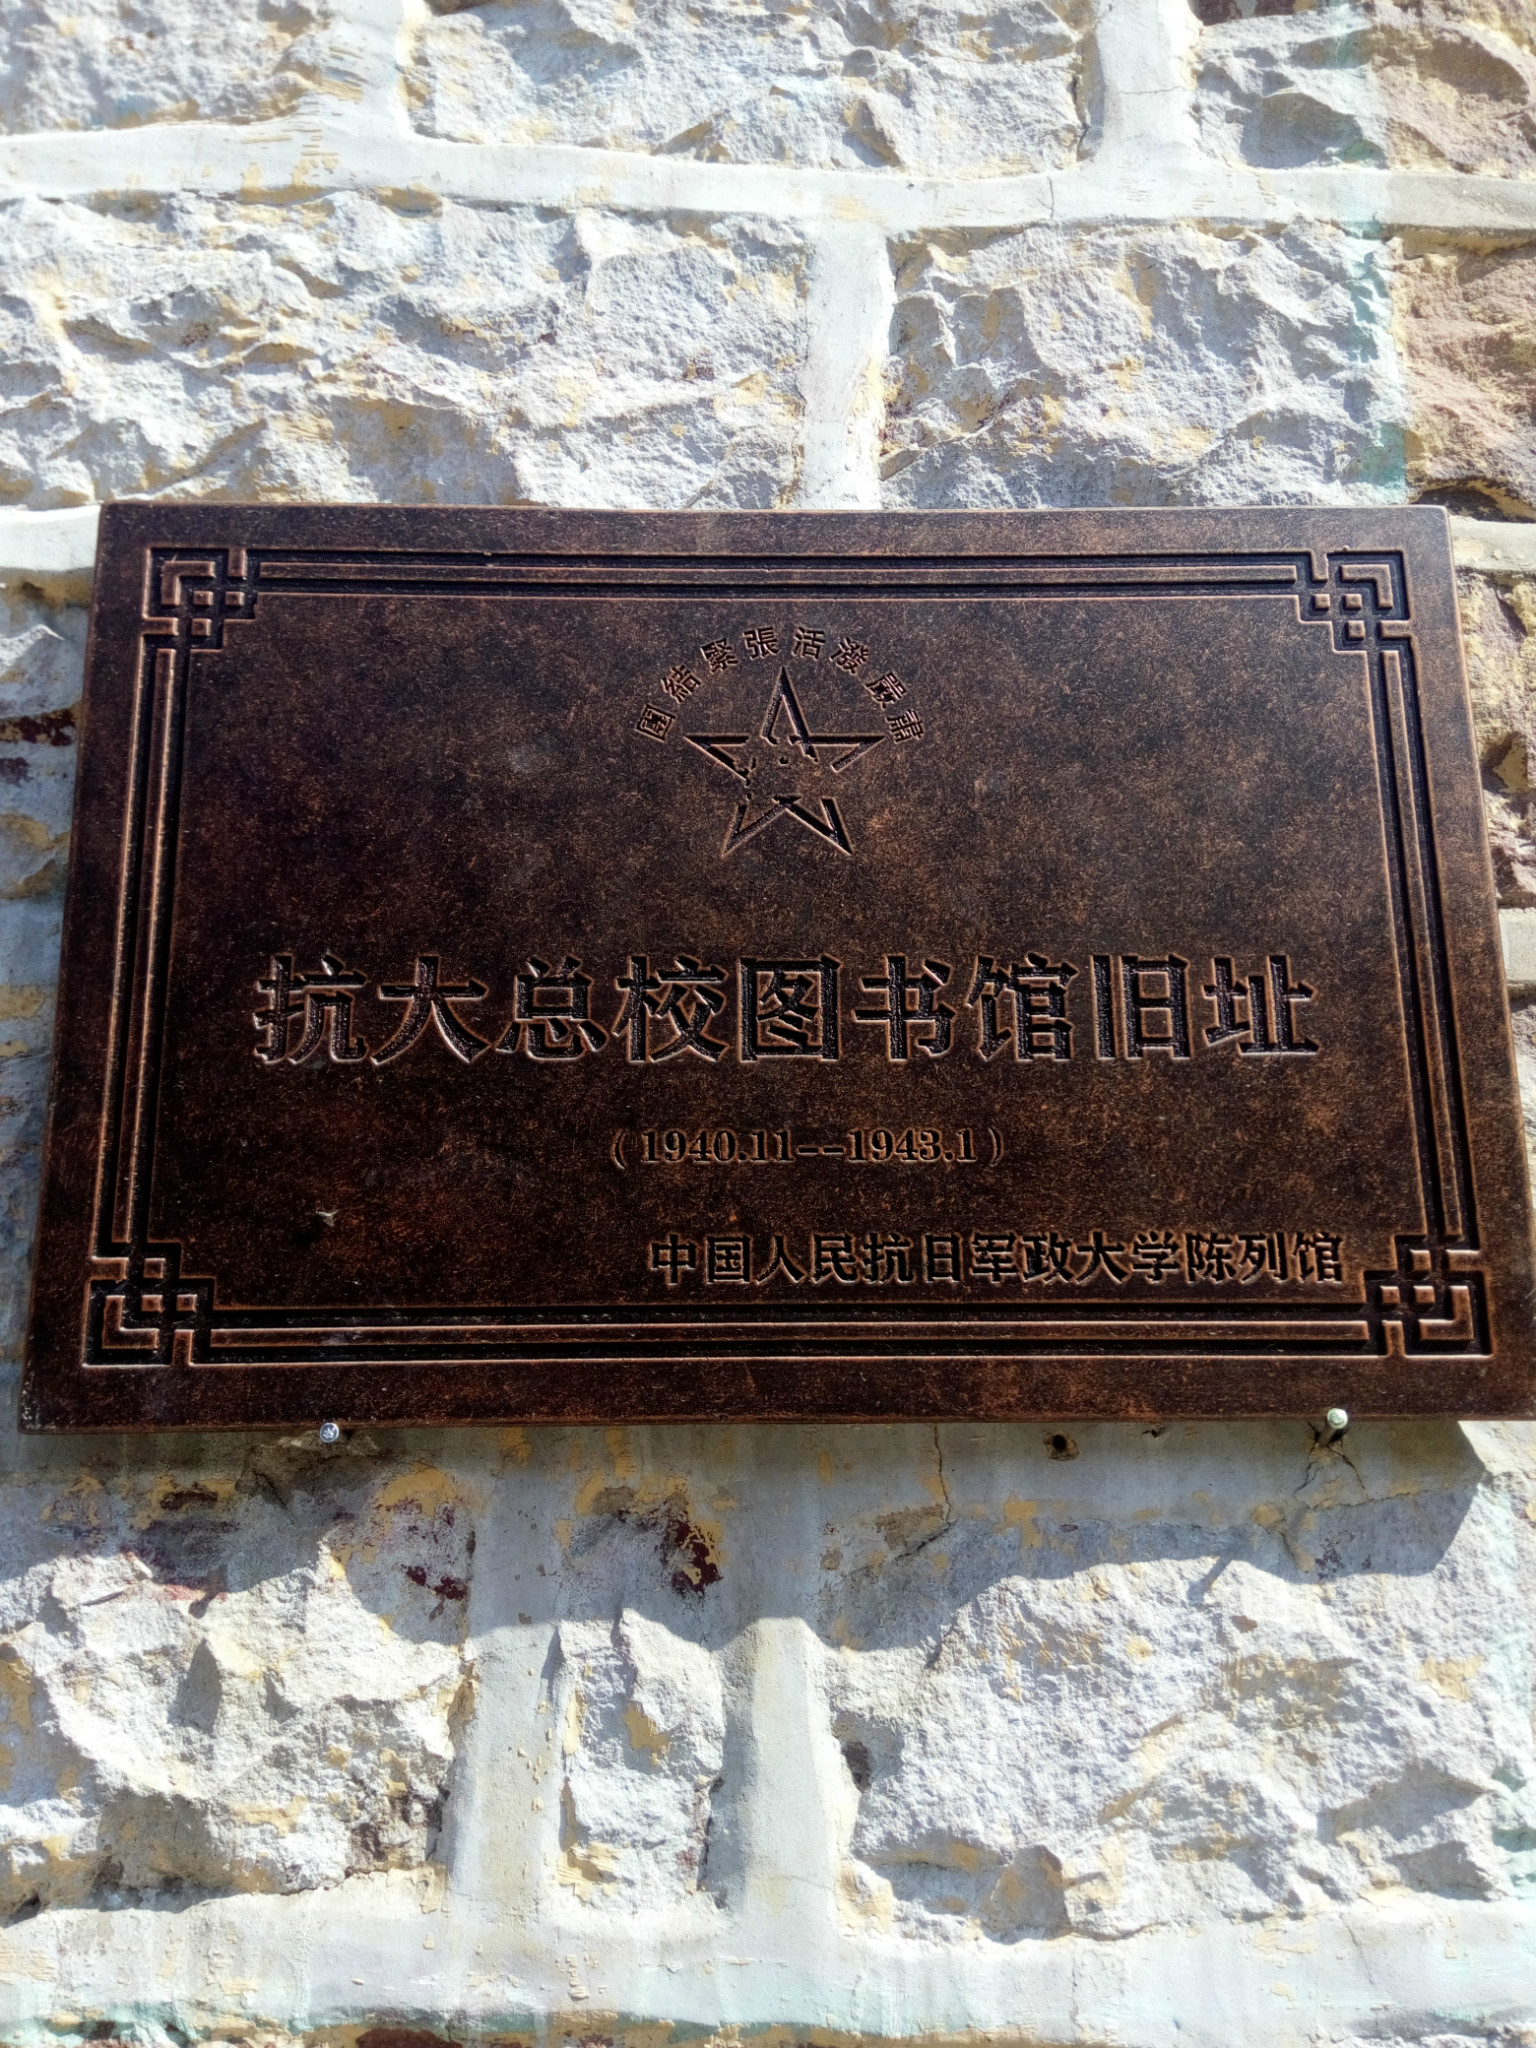 團結緊張活潑嚴肅
抗大总校图书馆旧址
（1940.11--1943.1）
中国人民抗日军政大学陈列馆